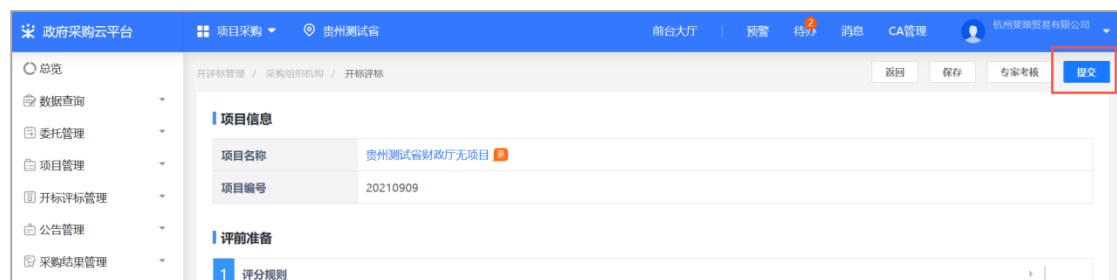 政府采购云平台 项目采购 贵州测试省 前台大厅 预警 待办 2 消息 CA管理 杭州斐琅贸易有限公司
总览
开评标管理 / 采购组织机构 / 开标评标 返回 保存 专家考核 提交
数据查询
委托管理
项目管理
开标评标管理
公告管理
采购结果管理
项目信息
项目名称 贵州测试省财政厅无项目 更
项目编号 20210909
评前准备
1 评分规则